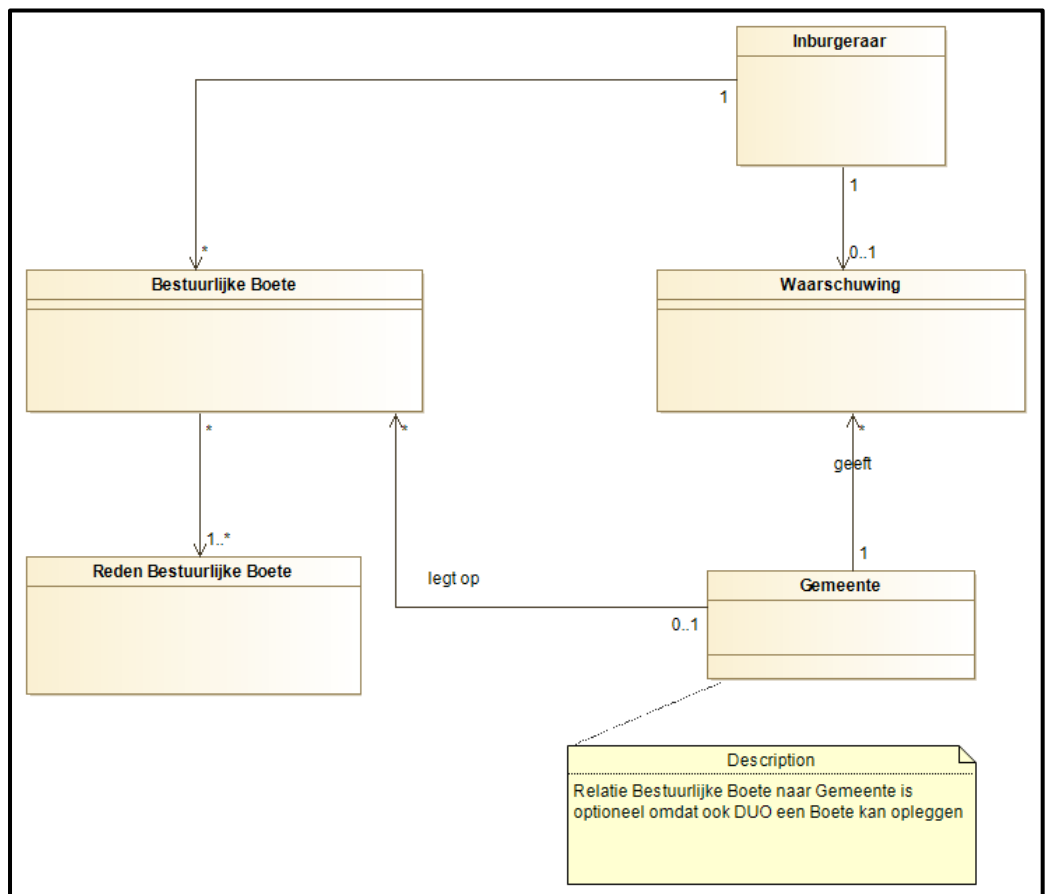 Inburgeraar
1
1
*
0..1
Bestuurlijke Boete
Waarschuwing
*
*
*
geeft
1..*
1
Reden Bestuurlijke Boete
legt op
Gemeente
0..1
Description
Relatie Bestuurlijke Boete naar Gemeente is
optioneel omdat ook DUO een Boete kan opleggen